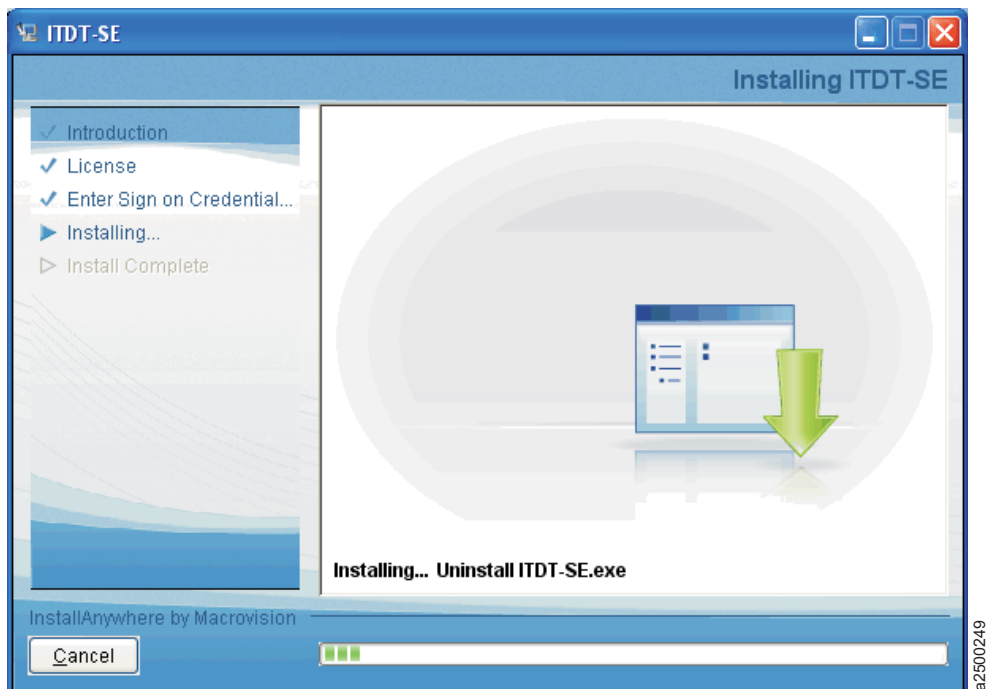 ITDT-SE
Installing ITDT-SE
Introduction
License
Enter Sign on Credential...
Installing...
Install Complete
Installing... Uninstall ITDT-SE.exe
InstallAnywhere by Macrovision
Cancel
a2500249